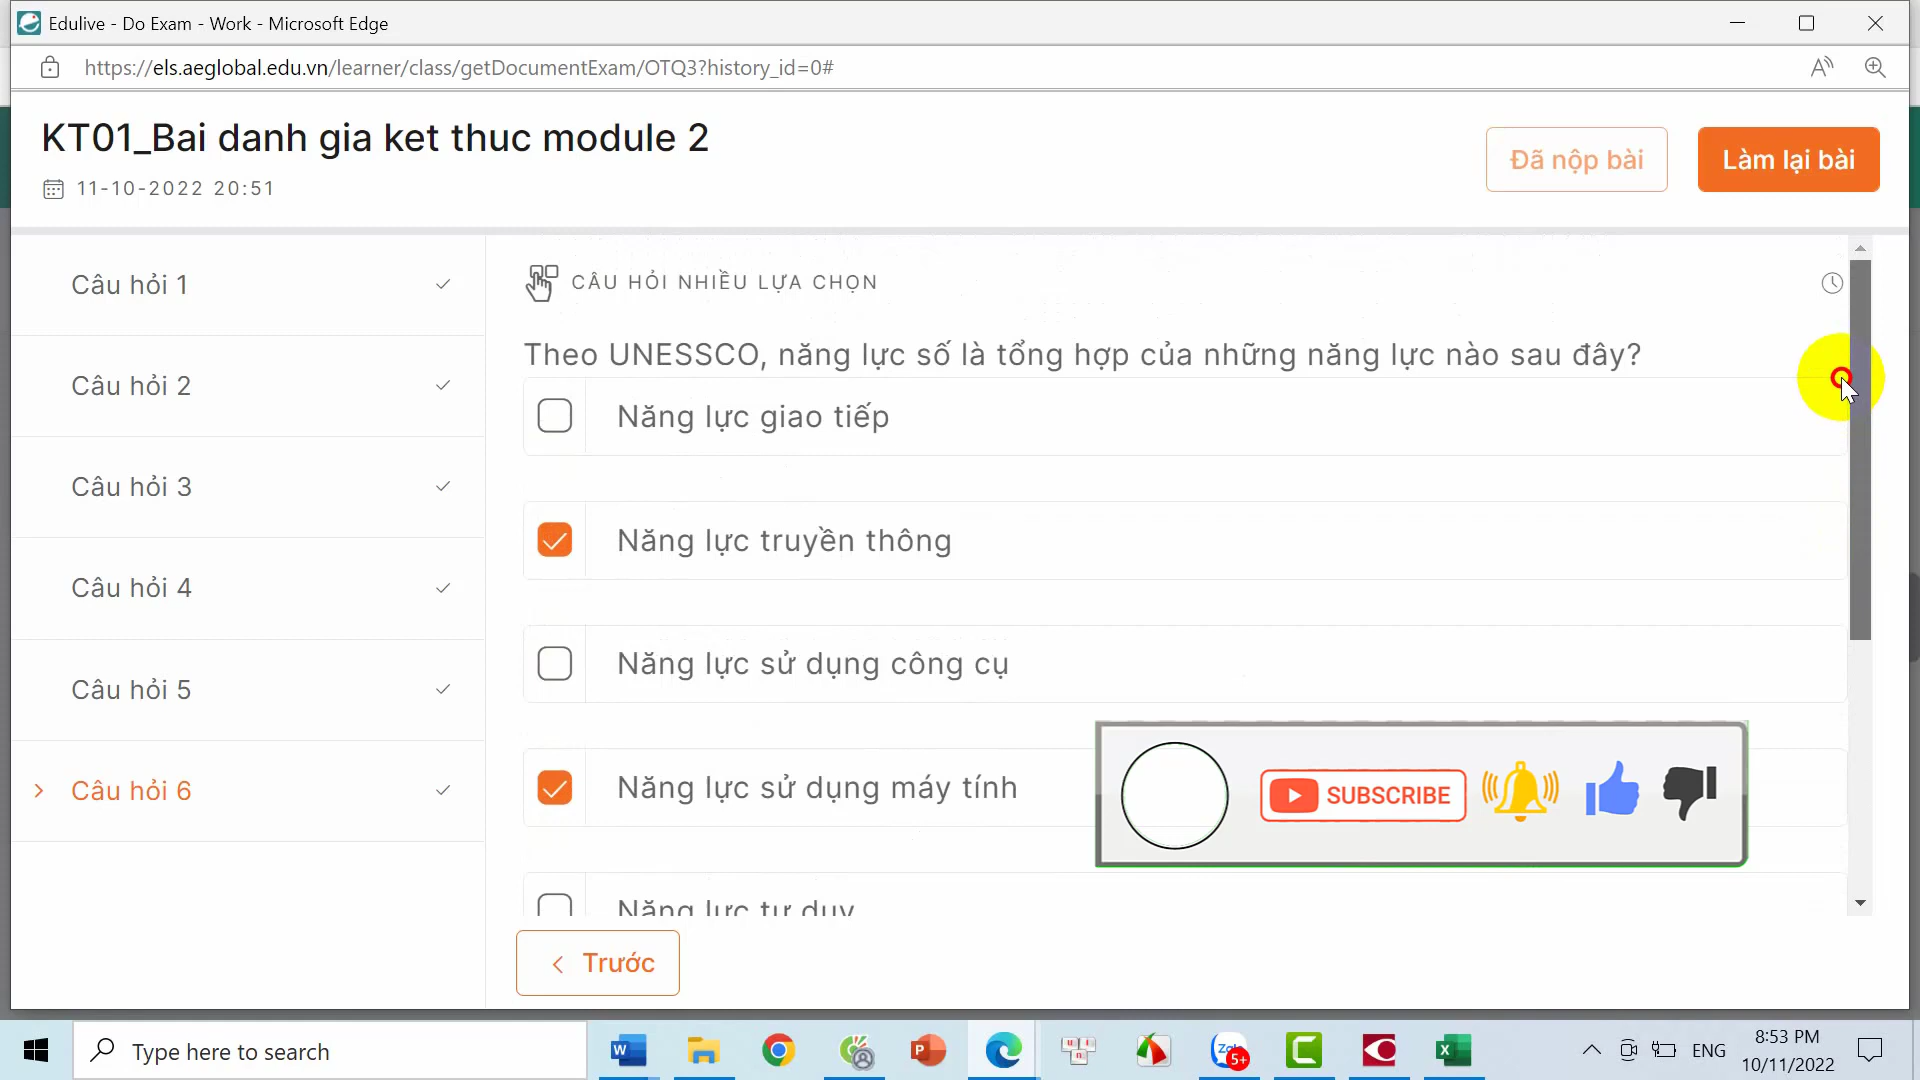 Edulive - Do Exam - Work - Microsoft Edge
https://els.aeglobal.edu.vn/learner/class/getDocumentExam/OTQ3?history_id=0#
KT01_Bai danh gia ket thuc module 2
11-10-2022 20:51
Đã nộp bài
Làm lại bài
Câu hỏi 1
Câu hỏi 2
Câu hỏi 3
Câu hỏi 4
Câu hỏi 5
Câu hỏi 6
CÂU HỎI NHIỀU LỰA CHỌN
Theo UNESSCO, năng lực số là tổng hợp của những năng lực nào sau đây?
Năng lực giao tiếp
Năng lực truyền thông
Năng lực sử dụng công cụ
Năng lực sử dụng máy tính
Năng lực tư duy
SUBSCRIBE
Trước
Type here to search
5+
ENG
8:53 PM
10/11/2022